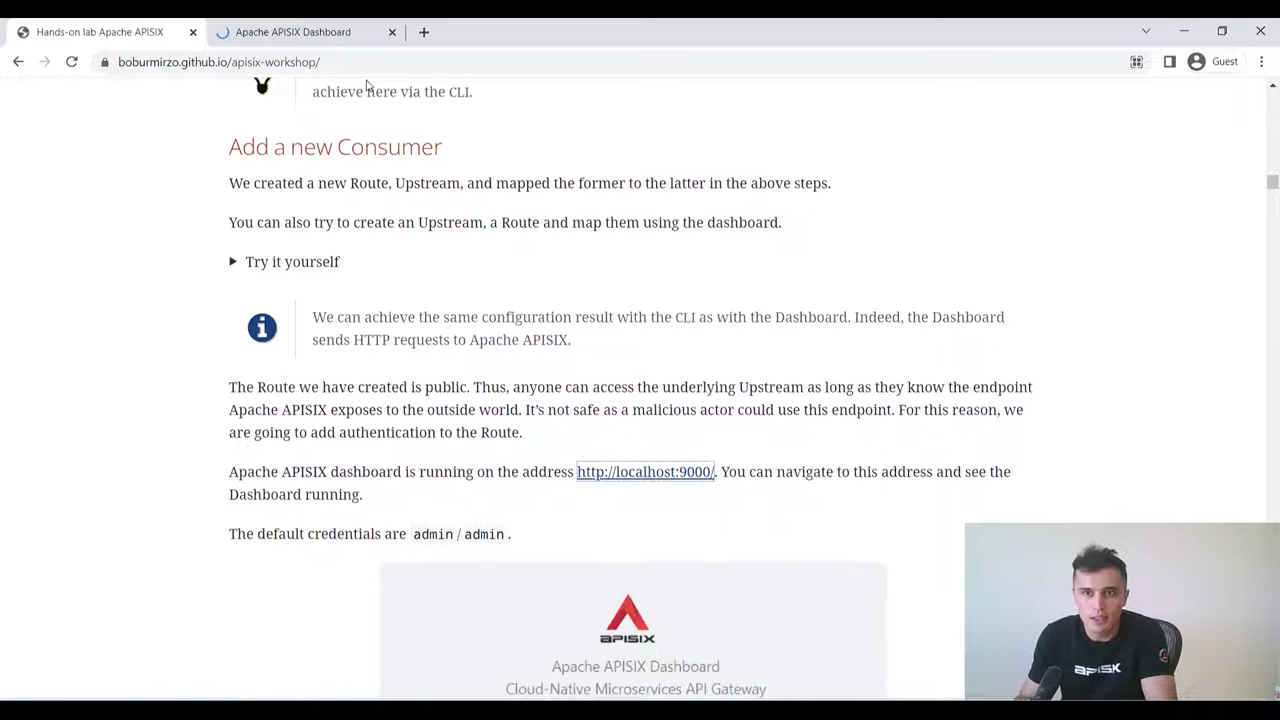 Hands-on lab Apache APISIX
Apache APISIX Dashboard
boburmirzo.github.io/apisix-workshop/
Guest
achieve here via the CLI.
Add a new Consumer
We created a new Route, Upstream, and mapped the former to the latter in the above steps.
You can also try to create an Upstream, a Route and map them using the dashboard.
Try it yourself
We can achieve the same configuration result with the CLI as with the Dashboard. Indeed, the Dashboard
sends HTTP requests to Apache APISIX.
The Route we have created is public. Thus, anyone can access the underlying Upstream as long as they know the endpoint
Apache APISIX exposes to the outside world. It's not safe as a malicious actor could use this endpoint. For this reason, we
are going to add authentication to the Route.
Apache APISIX dashboard is running on the address http://localhost:9000/. You can navigate to this address and see the
Dashboard running.
The default credentials are admin / admin .
APISIX
Apache APISIX Dashboard
Cloud-Native Microservices API Gateway
APISIX